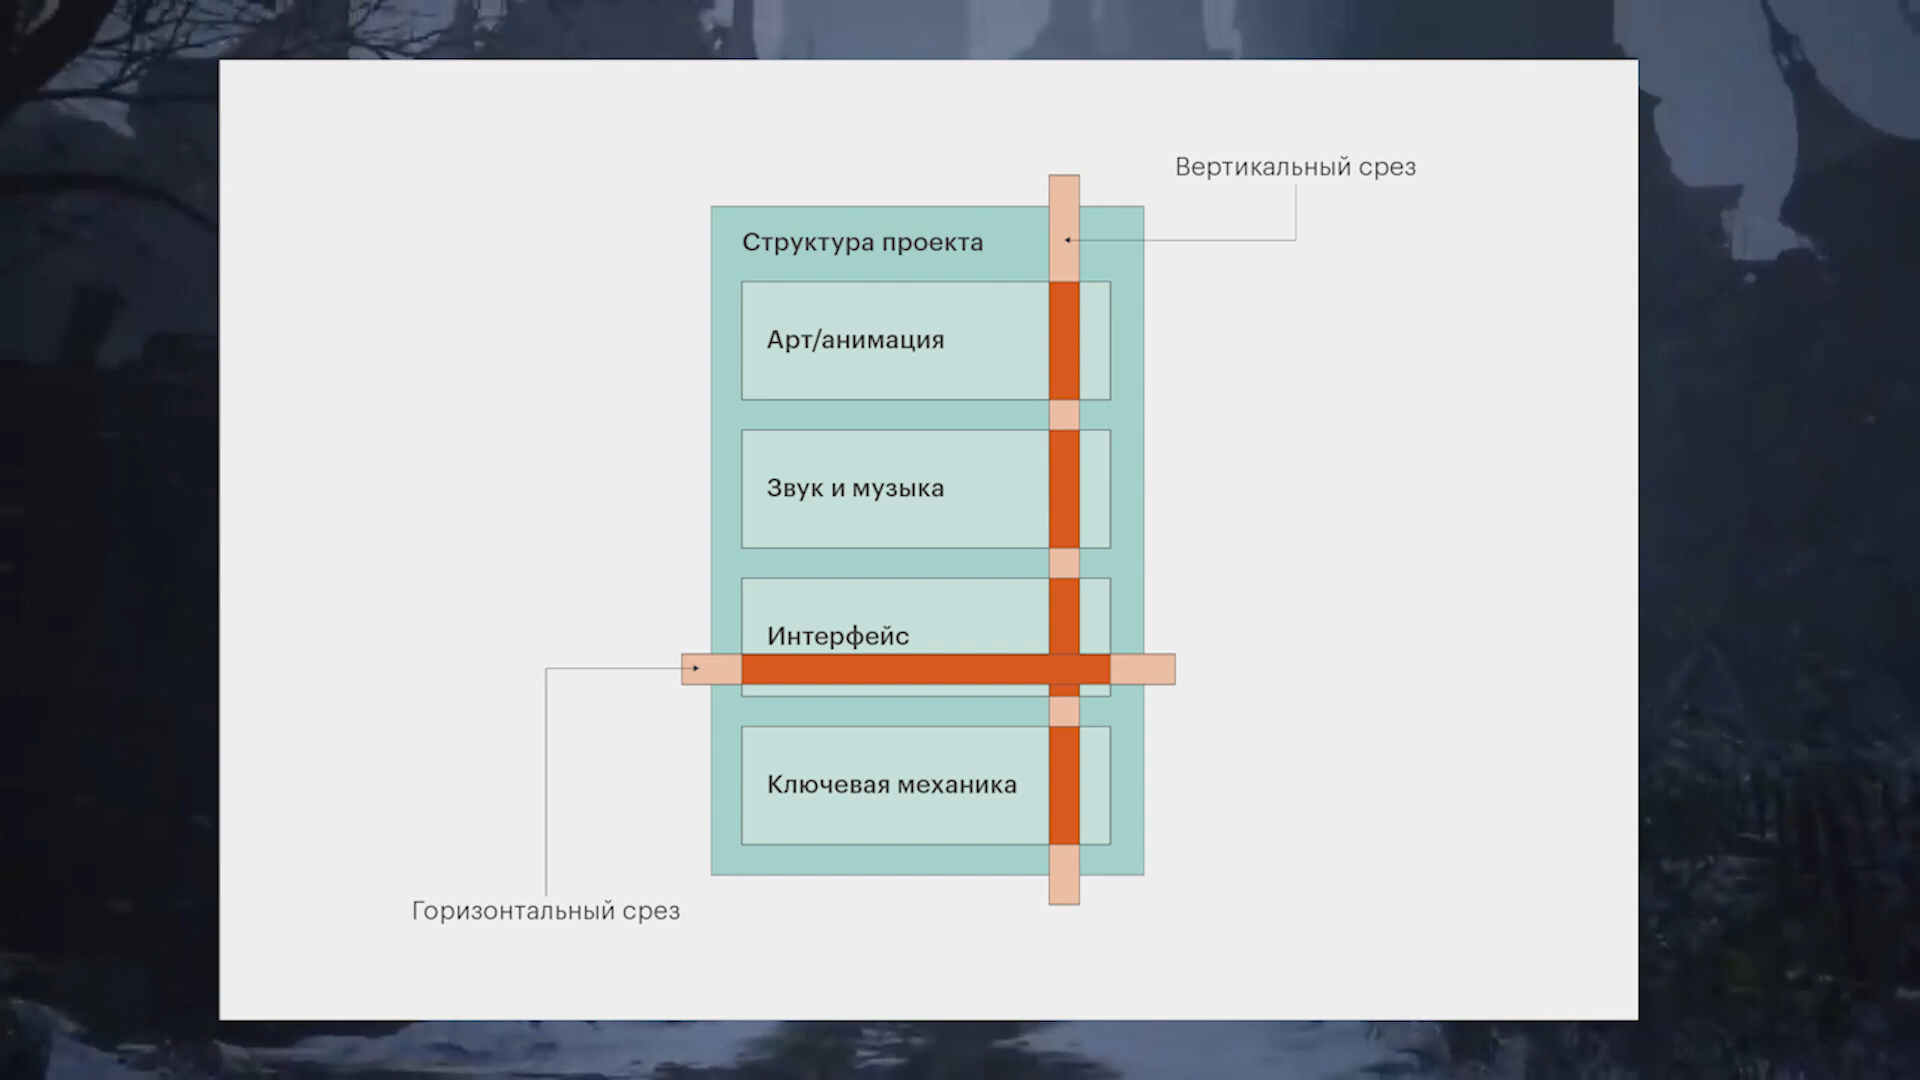 Вертикальный срез
Структура проекта
Арт/анимация
Звук и музыка
Интерфейс
Ключевая механика
Горизонтальный срез